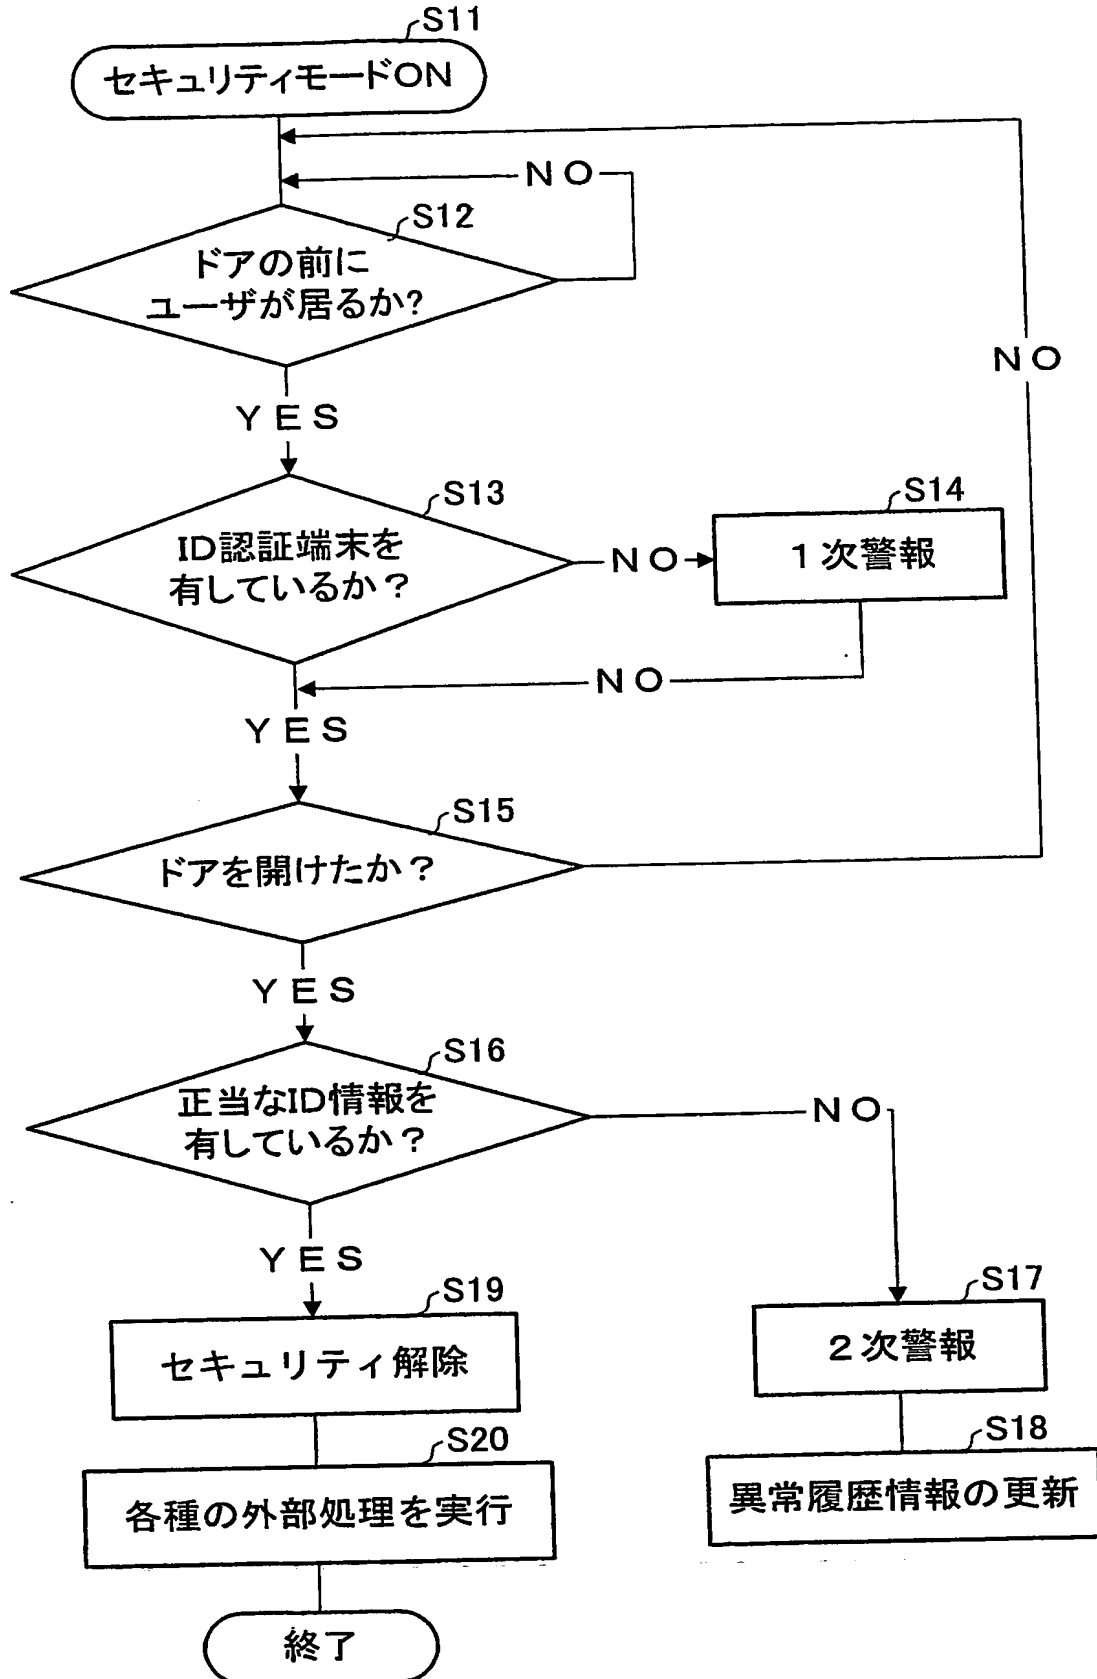 S11
セキュリティモードON
NO
S12
ドアの前に
ユーザが居るか?
NO
YES
S13
ID認証端末を
有しているか？
NO
S14
1次警報
NO
YES
S15
ドアを開けたか？
YES
S16
正当なID情報を
有しているか？
NO
YES
S19
セキュリティ解除
S17
2次警報
S20
各種の外部処理を実行
S18
異常履歴情報の更新
終了